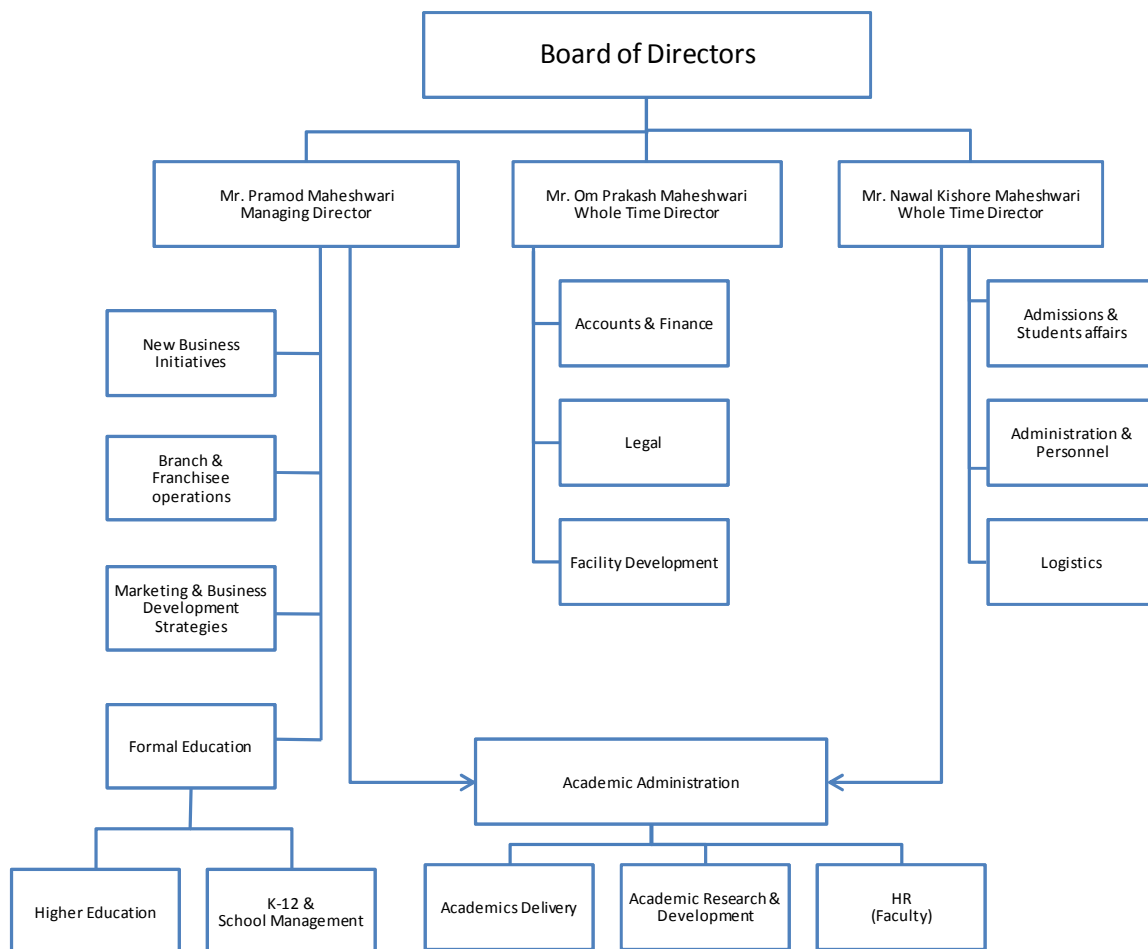 Board of Directors
Mr. Pramod Maheshwari
Managing Director
Mr. Om Prakash Maheshwari
Whole Time Director
Mr. Nawal Kishore Maheshwari
Whole Time Director
New Business
Initiatives
Branch &
Franchisee
operations
Marketing & Business
Development
Strategies
Formal Education
Higher Education
K-12 &
School Management
Accounts & Finance
Legal
Facility Development
Admissions &
Students affairs
Administration &
Personnel
Logistics
Academic Administration
Academics Delivery
Academic Research &
Development
HR
(Faculty)